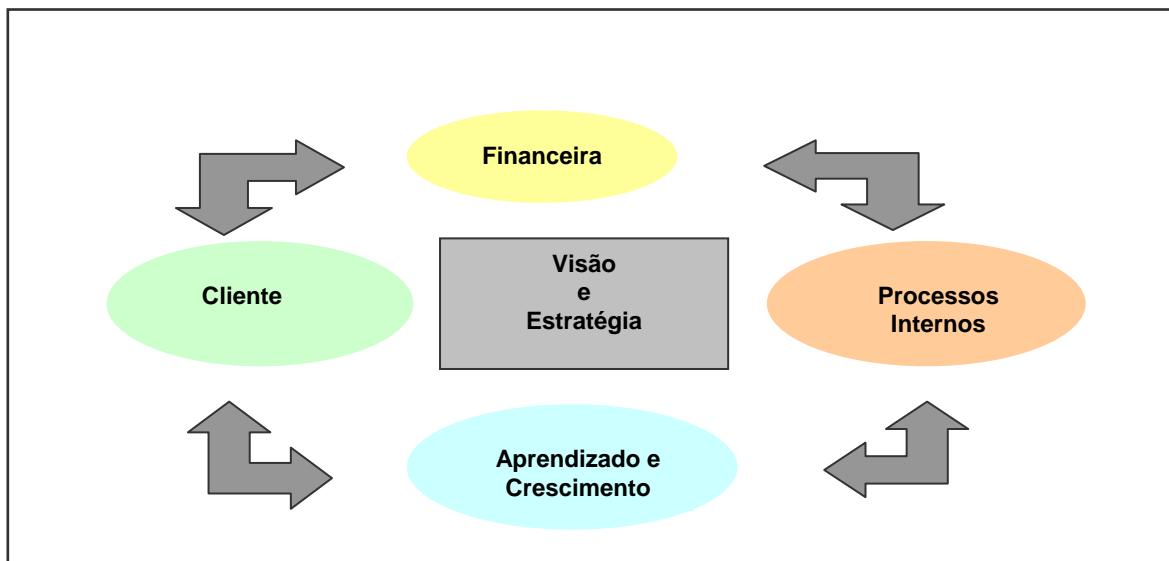 Financeira
Cliente
Visão
e
Estratégia
Processos
Internos
Aprendizado e
Crescimento